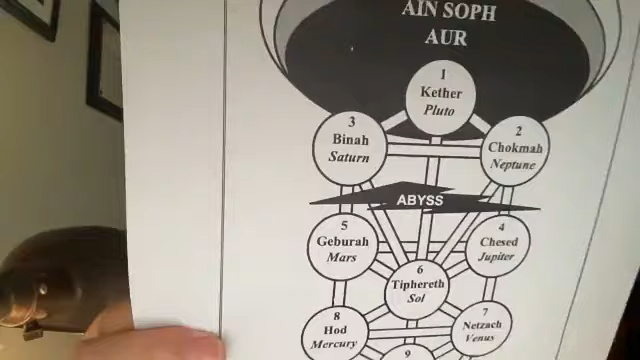 AIN SOPH
AUR
1
Kether
Pluto
3
Binah
Saturn
2
Chokmah
Neptune
ABYSS
5
Geburah
Mars
4
Chesed
Jupiter
6
Tiphereth
Sol
8
Hod
Mercury
7
Netzach
Venus
9